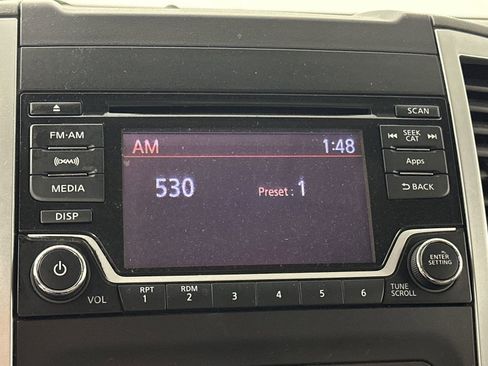 SCAN
FM·AM
AM 1:48
SEEK
CAT
((XM))
530 Preset : 1
Apps
MEDIA
BACK
DISP
ENTER
SETTING
VOL
RPT
1
RDM
2
3
4
5
6
TUNE
SCROLL